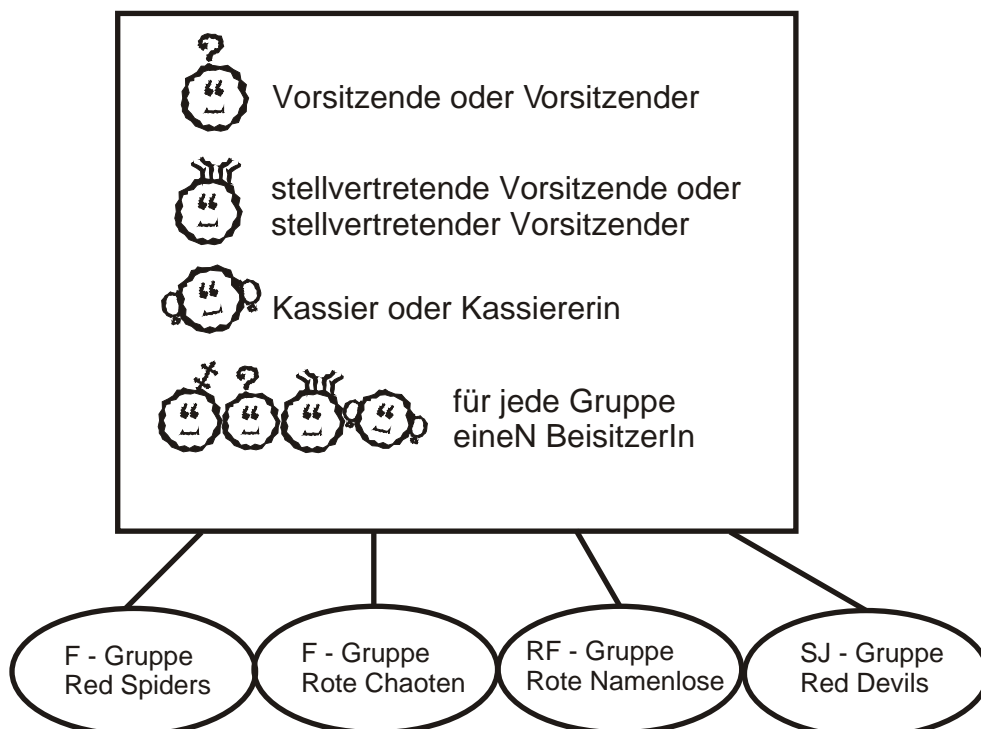 Vorsitzende oder Vorsitzender
stellvertretende Vorsitzende oder
stellvertretender Vorsitzender
Kassier oder Kassiererin
für jede Gruppe
eineN BeisitzerIn
F - Gruppe
Red Spiders
F - Gruppe
Rote Chaoten
RF - Gruppe
Rote Namenlose
SJ - Gruppe
Red Devils